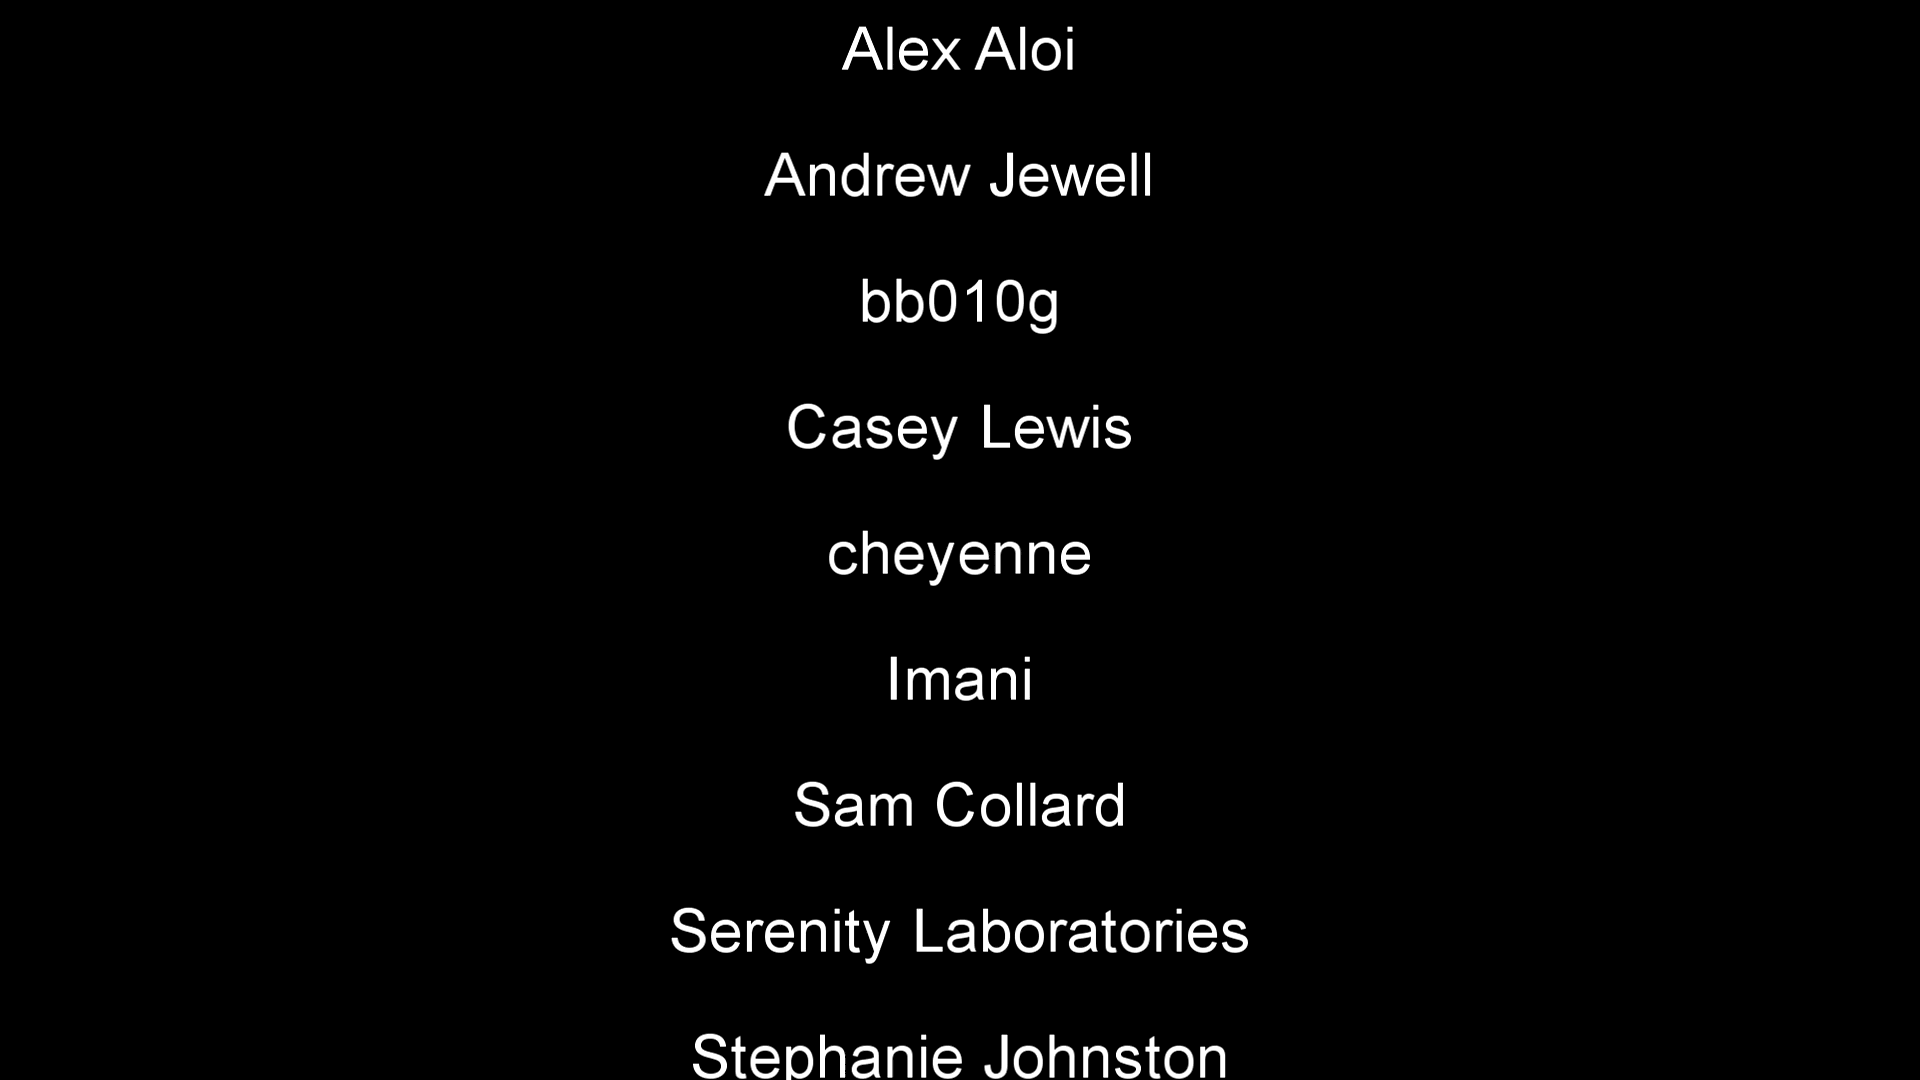 Alex Aloi
Andrew Jewell
bb010g
Casey Lewis
cheyenne
Imani
Sam Collard
Serenity Laboratories
Stephanie Johnston